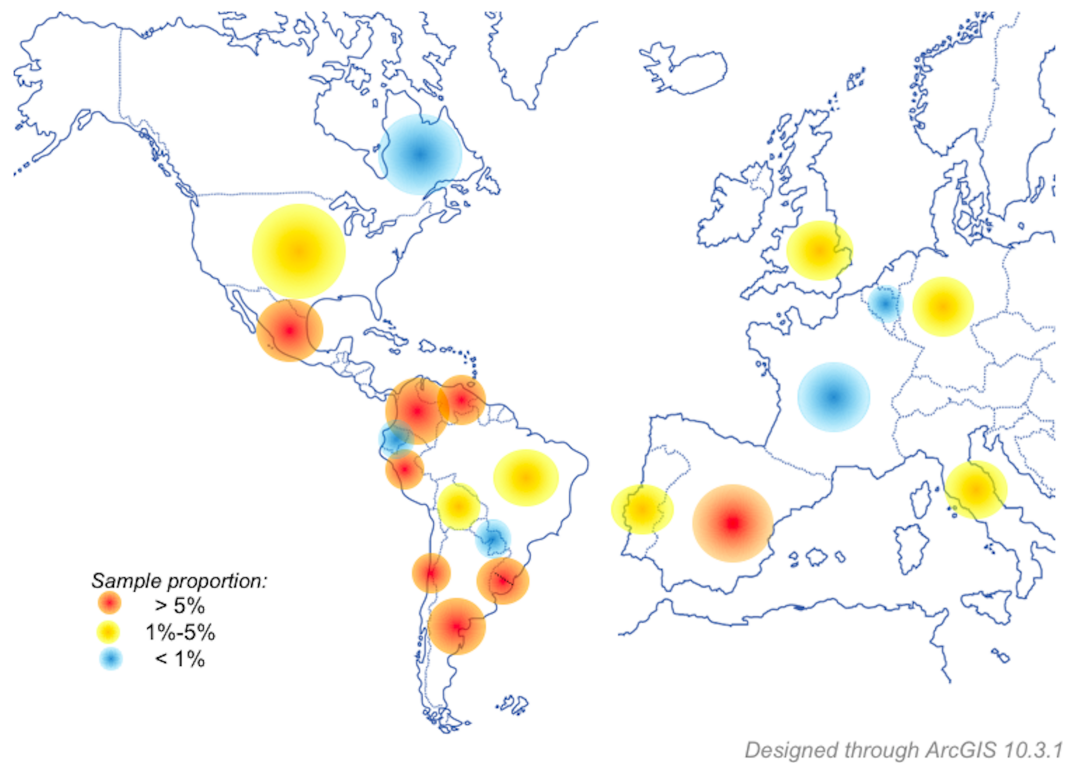 Sample proportion:
> 5%
1%-5%
< 1%
Designed through ArcGIS 10.3.1